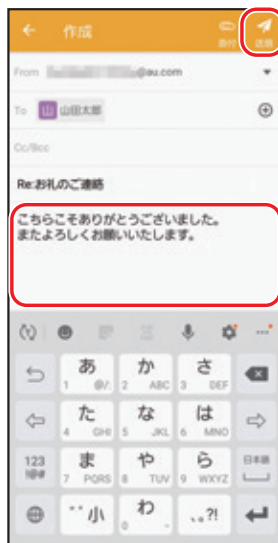 作成
添付 送信
From @au.com
To 山 山田太郎
Cc/Bcc
Re:お礼のご連絡
こちらこそありがとうございました。
またよろしくお願いいたします。
あ か さ
1 @/: 2 ABC 3 DEF
た な は
4 GHI 5 JKL 6 MNO
123 ま や ら 日本語
!@# 7 PQRS 8 TUV 9 WXYZ
小 わ 、。?!
0